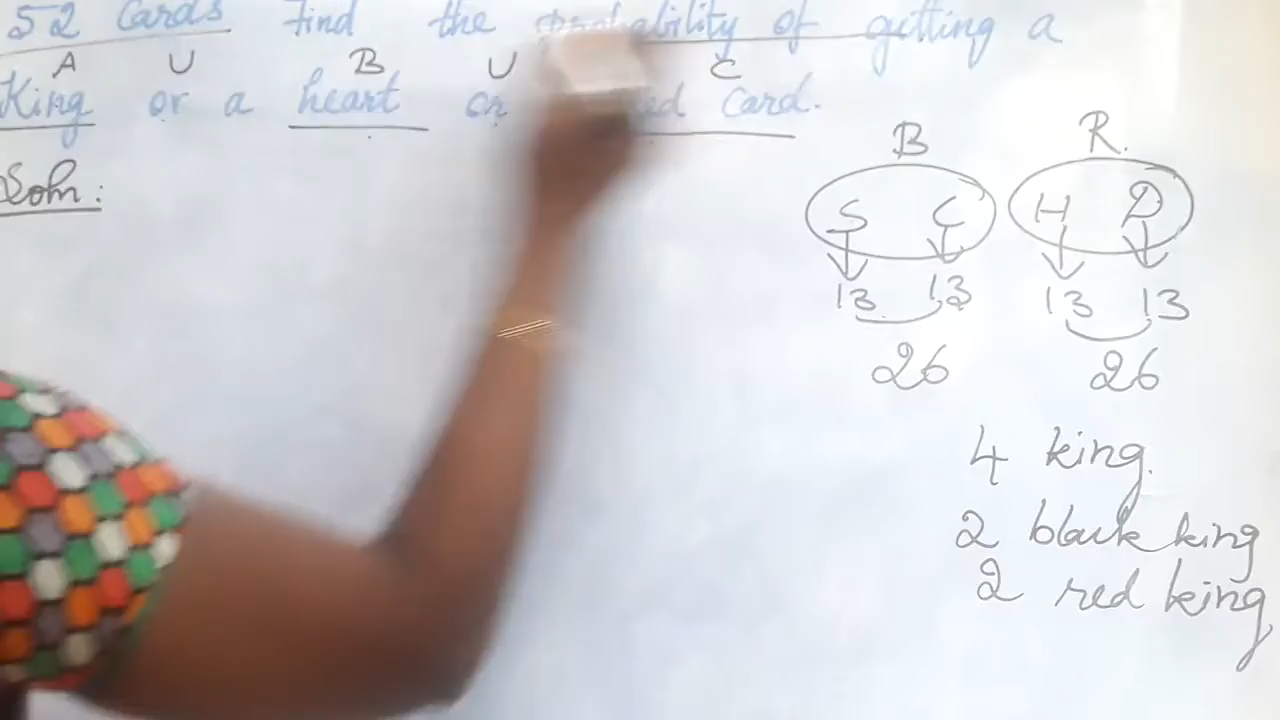 52 Cards Find the probability of getting a
A U B U C
King or a heart or red card.
Soln:
B R.
S C H D
13 13 13 13
26 26
4 king.
2 black king
2 red king